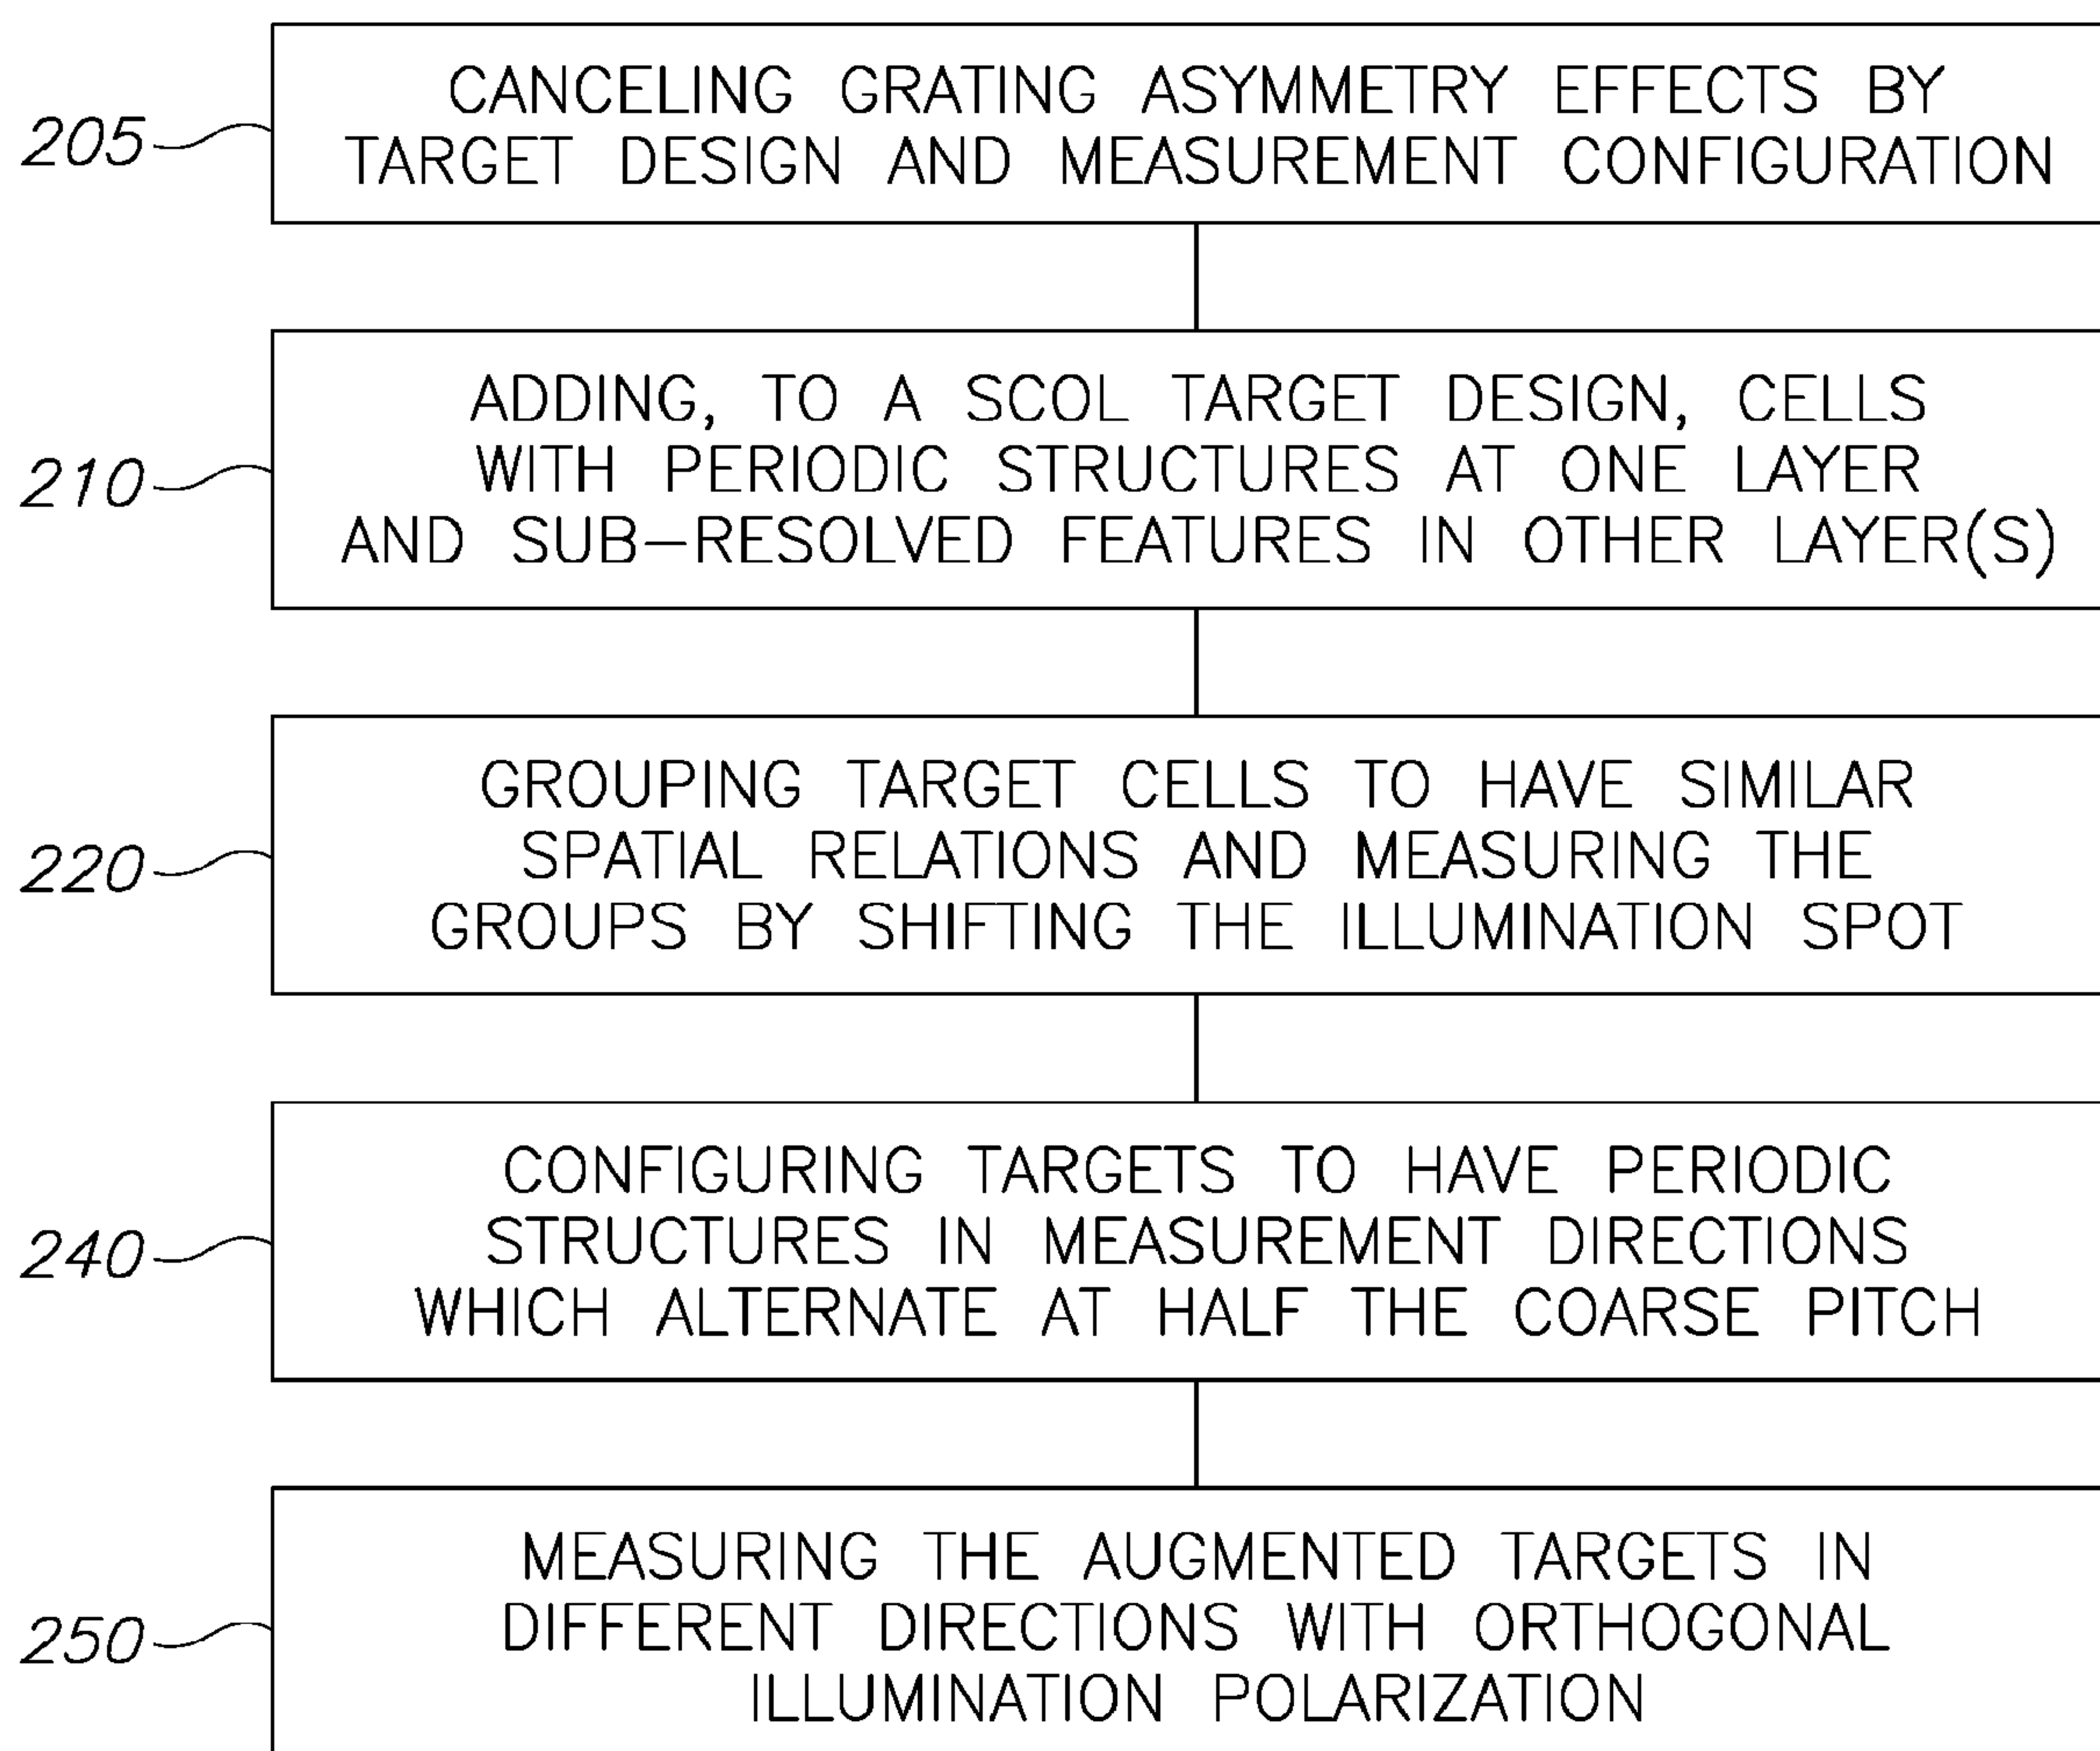 CANCELING GRATING ASYMMETRY EFFECTS BY
205
TARGET DESIGN AND MEASUREMENT CONFIGURATION
ADDING, TO A SCOL TARGET DESIGN, CELLS
210
WITH PERIODIC STRUCTURES AT ONE LAYER
AND SUB-RESOLVED FEATURES IN OTHER LAYER(S)
GROUPING TARGET CELLS TO HAVE SIMILAR
220
SPATIAL RELATIONS AND MEASURING THE
GROUPS BY SHIFTING THE ILLUMINATION SPOT
CONFIGURING TARGETS TO HAVE PERIODIC
240
STRUCTURES IN MEASUREMENT DIRECTIONS
WHICH ALTERNATE AT HALF THE COARSE PITCH
MEASURING THE AUGMENTED TARGETS IN
250
DIFFERENT DIRECTIONS WITH ORTHOGONAL
ILLUMINATION POLARIZATION